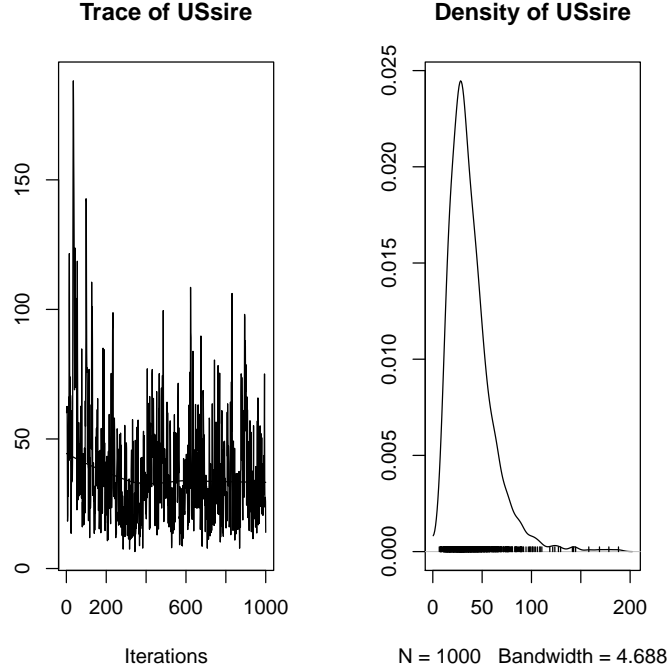 Trace of USsire
150
100
50
0
0 200 600 1000
Iterations
Density of USsire
0.025
0.020
0.015
0.010
0.005
0.000
0 50 100 200
N = 1000 Bandwidth = 4.688